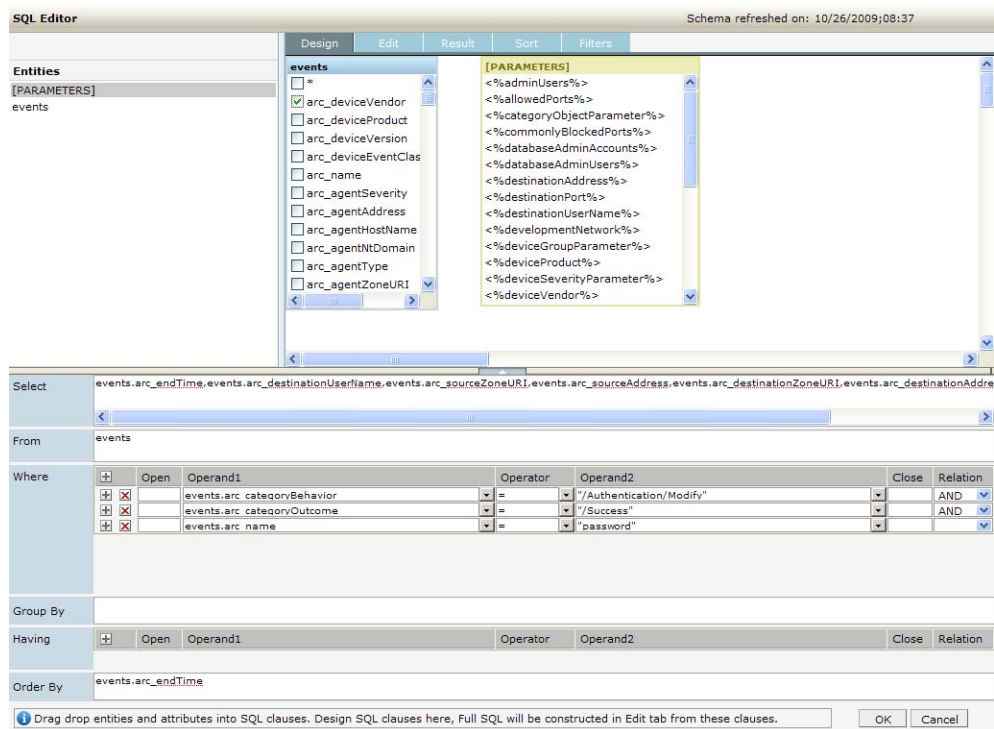 SQL Editor
Schema refreshed on: 10/26/2009;08:37
Design Edit Result Sort Filters
Entities
[PARAMETERS]
events
events
*
arc_deviceVendor
arc_deviceProduct
arc_deviceVersion
arc_deviceEventClas
arc_name
arc_agentSeverity
arc_agentAddress
arc_agentHostName
arc_agentNtDomain
arc_agentType
arc_agentZoneURI
[PARAMETERS]
<%adminUsers%>
<%allowedPorts%>
<%categoryObjectParameter%>
<%commonlyBlockedPorts%>
<%databaseAdminAccounts%>
<%databaseAdminUsers%>
<%destinationAddress%>
<%destinationPort%>
<%destinationUserName%>
<%developmentNetwork%>
<%deviceGroupParameter%>
<%deviceProduct%>
<%deviceSeverityParameter%>
<%deviceVendor%>
Select events.arc_endTime,events.arc_destinationUserName,events.arc_sourceZoneURI,events.arc_sourceAddress,events.arc_destinationZoneURI,events.arc_destinationAddre
From events
Where Open Operand1 Operator Operand2 Close Relation
events.arc_categoryBehavior = "/Authentication/Modify" AND
events.arc_categoryOutcome = "/Success" AND
events.arc_name = "password"
Group By
Having Open Operand1 Operator Operand2 Close Relation
Order By events.arc_endTime
Drag drop entities and attributes into SQL clauses. Design SQL clauses here, Full SQL will be constructed in Edit tab from these clauses.
OK Cancel